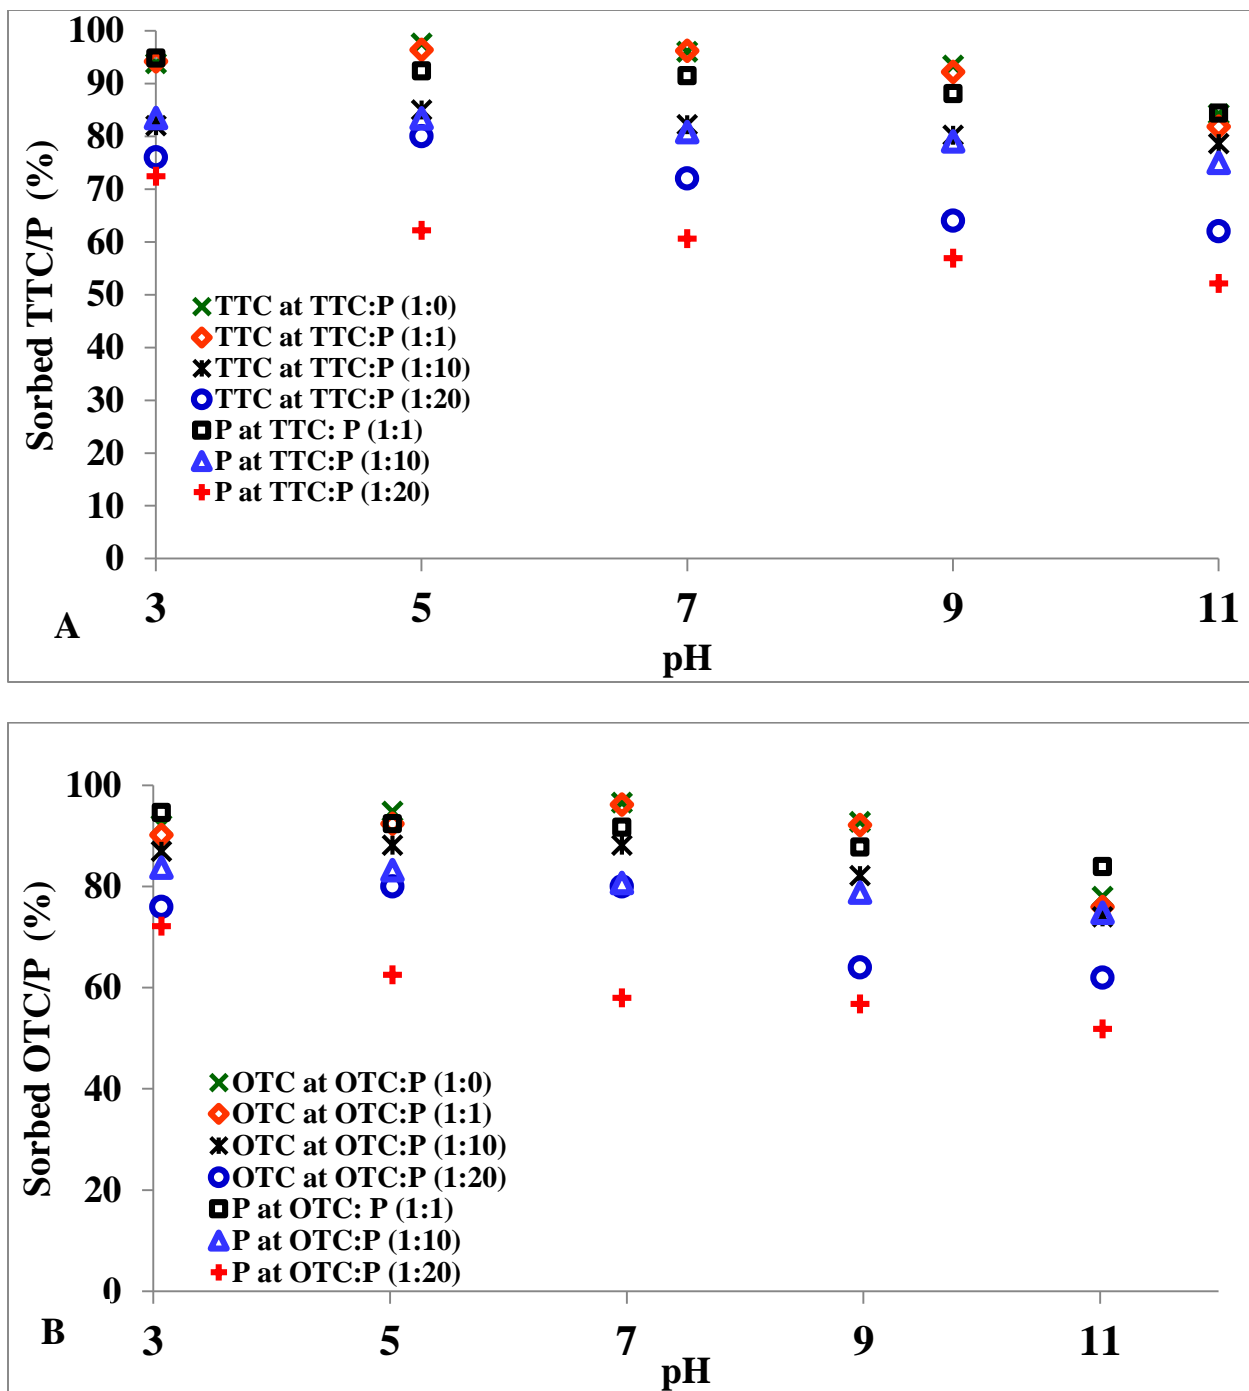 100
90
80
70
60
50
40
30
20
10
0
Sorbed TTC/P (%)
TTC at TTC:P (1:0)
TTC at TTC:P (1:1)
TTC at TTC:P (1:10)
TTC at TTC:P (1:20)
P at TTC: P (1:1)
P at TTC:P (1:10)
P at TTC:P (1:20)
3 5 7 9 11
A
pH
100
80
60
40
20
0
Sorbed OTC/P (%)
OTC at OTC:P (1:0)
OTC at OTC:P (1:1)
OTC at OTC:P (1:10)
OTC at OTC:P (1:20)
P at OTC: P (1:1)
P at OTC:P (1:10)
P at OTC:P (1:20)
3 5 7 9 11
B
pH